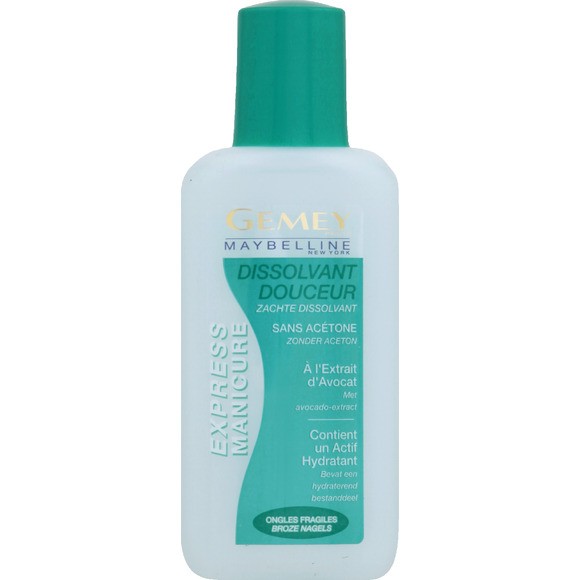 GEMEY
MAYBELLINE
NEW YORK
DISSOLVANT
DOUCEUR
ZACHTE DISSOLVANT
SANS ACÉTONE
ZONDER ACETON
À l'Extrait
d'Avocat
Met
avocado-extract
Contient
un Actif
Hydratant
Bevat een
hydraterend
bestanddeel
EXPRESS
MANICURE
ONGLES FRAGILES
BROZE NAGELS